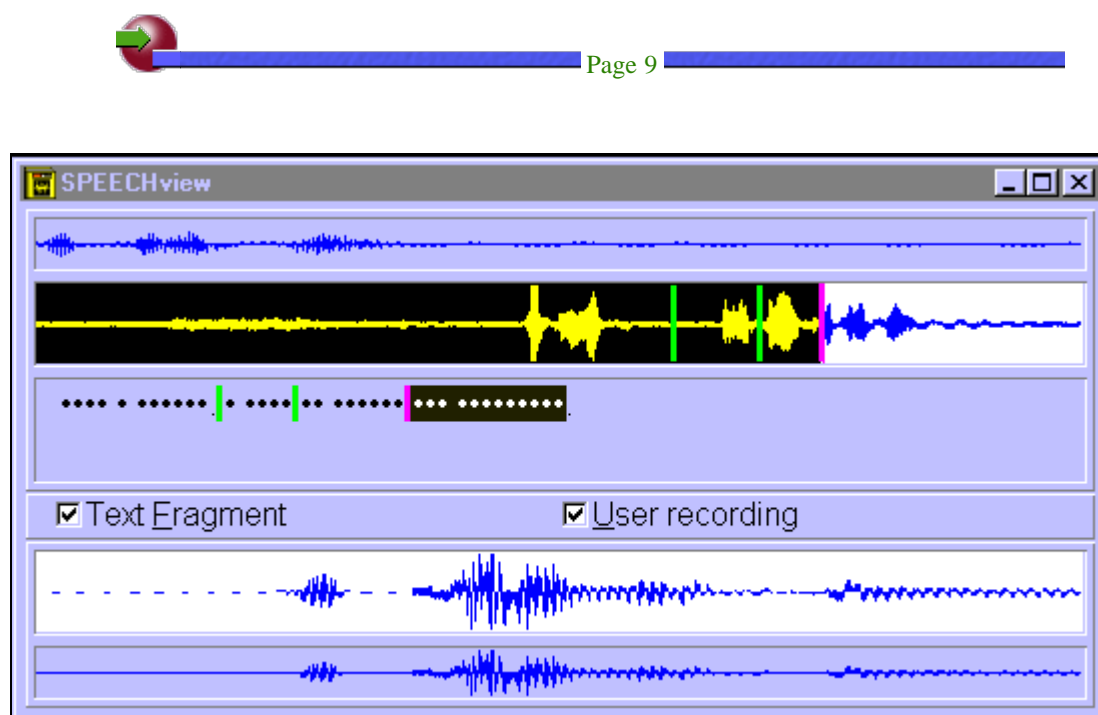 Page 9
SPEECHview
•••• • ••••••.• •••••• •••••••• •••••••••.
Text Fragment
User recording